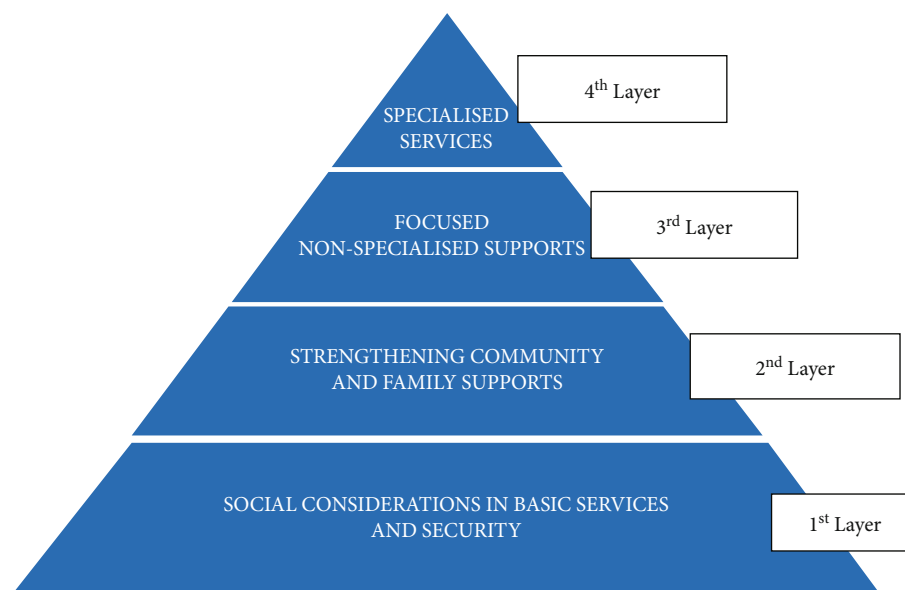 4th Layer
SPECIALISED
SERVICES
3rd Layer
FOCUSED
NON-SPECIALISED SUPPORTS
2nd Layer
STRENGTHENING COMMUNITY
AND FAMILY SUPPORTS
1st Layer
SOCIAL CONSIDERATIONS IN BASIC SERVICES
AND SECURITY